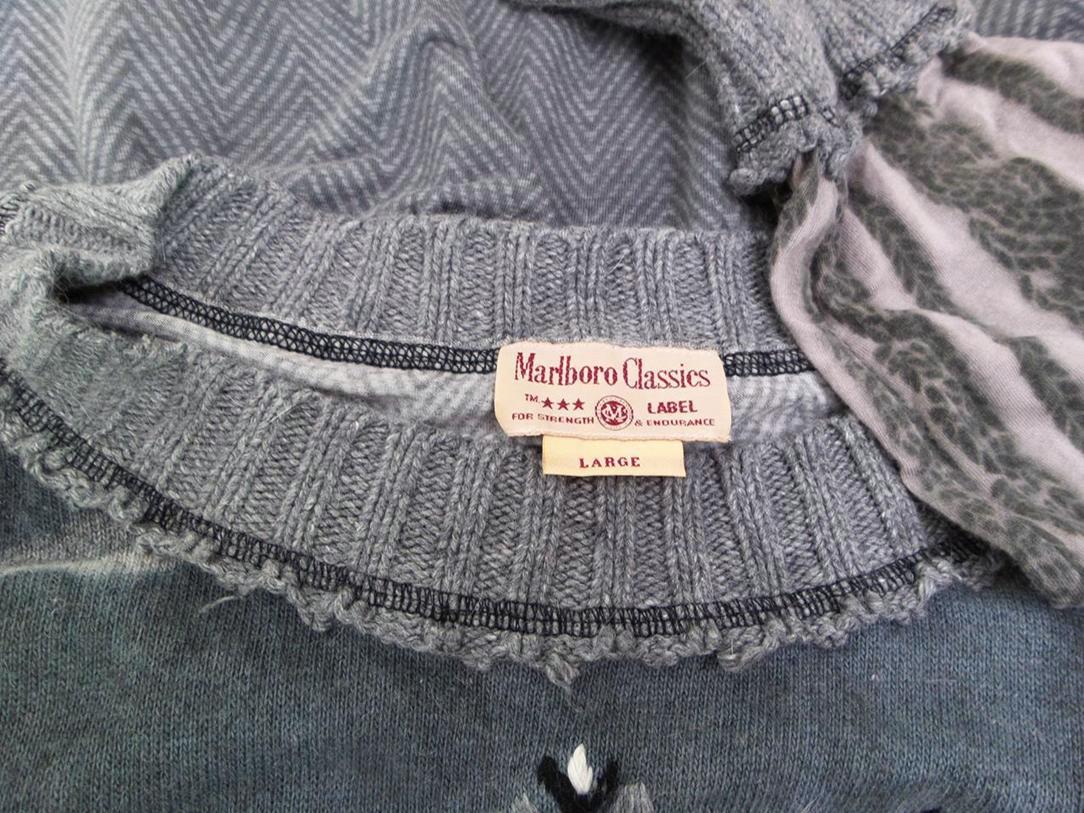 Marlboro Classics
TM ★★★ M LABEL
FOR STRENGTH & ENDURANCE
LARGE